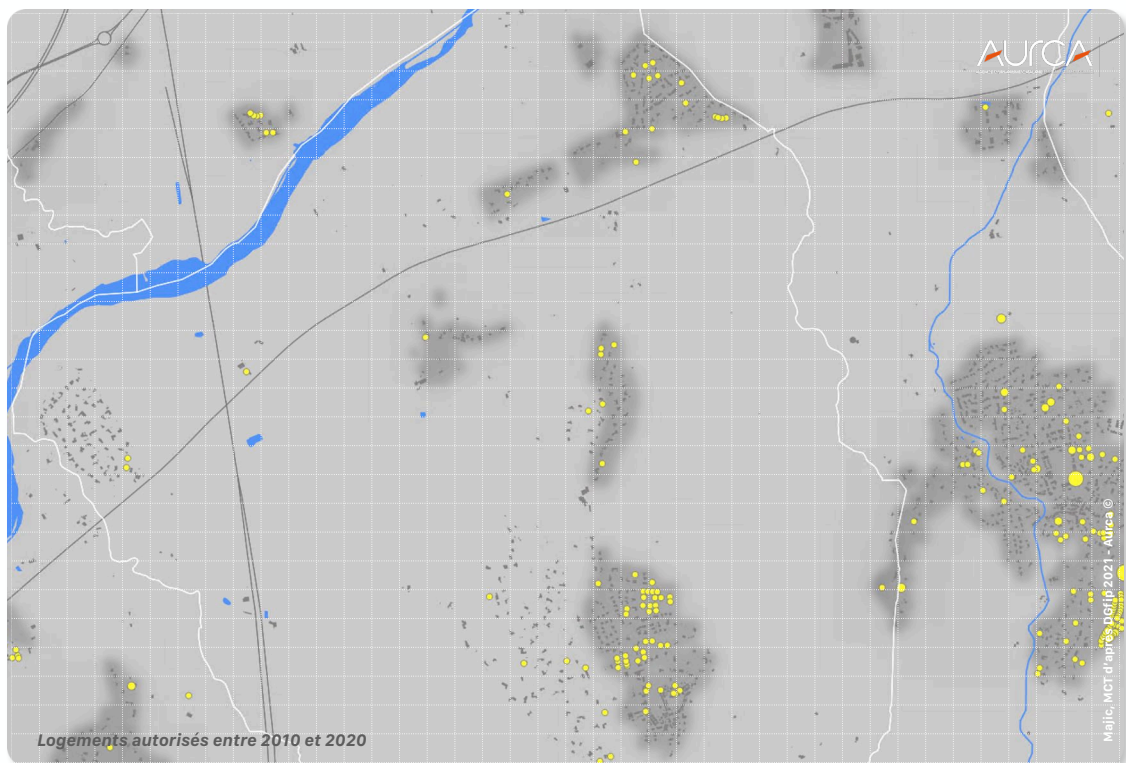 AURCA
Logements autorisés entre 2010 et 2020
Majic, MCT d'après DGfip 2021 - Aurca ©